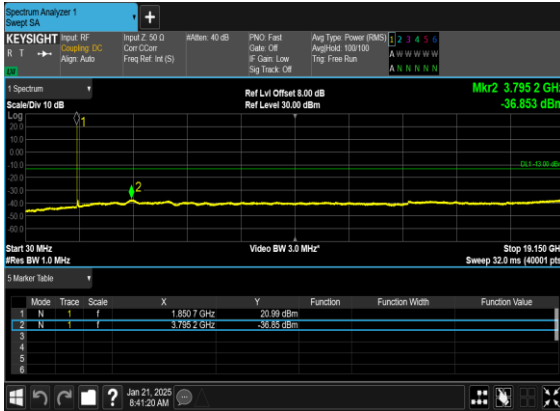 Spectrum Analyzer 1
Swept SA
+
KEYSIGHT Input: RF Input Z: 50 Ω #Atten: 40 dB PNO: Fast Avg Type: Power (RMS) 1 2 3 4 5 6
R T Coupling: DC Corr CCorr Gate: Off Avg|Hold: 100/100 A W W W W W
Align: Auto Freq Ref: Int (S) IF Gain: Low Trig: Free Run
LXI Sig Track: Off A N N N N N
1 Spectrum Ref Lvl Offset 8.00 dB Mkr2 3.795 2 GHz
Scale/Div 10 dB Ref Level 30.00 dBm -36.853 dBm
Log
20.0
10.0
0.00
-10.0
DL1 -13.00 dBm
-20.0
-30.0
-40.0
-50.0
-60.0
1
2
Start 30 MHz Video BW 3.0 MHz* Stop 19.150 GHz
#Res BW 1.0 MHz Sweep 32.0 ms (40001 pts)
5 Marker Table
Mode Trace Scale X Y Function Function Width Function Value
1 N 1 f 1.850 7 GHz 20.99 dBm
2 N 1 f 3.795 2 GHz -36.85 dBm
3
4
5
6
? Jan 21, 2025
8:41:20 AM